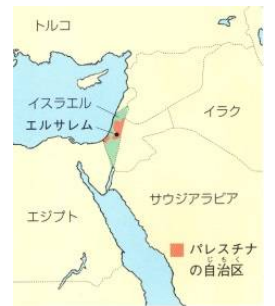 トルコ
イスラエル
エルサレム
イラク
サウジアラビア
エジプト
パレスチナ
じちく
の自治区